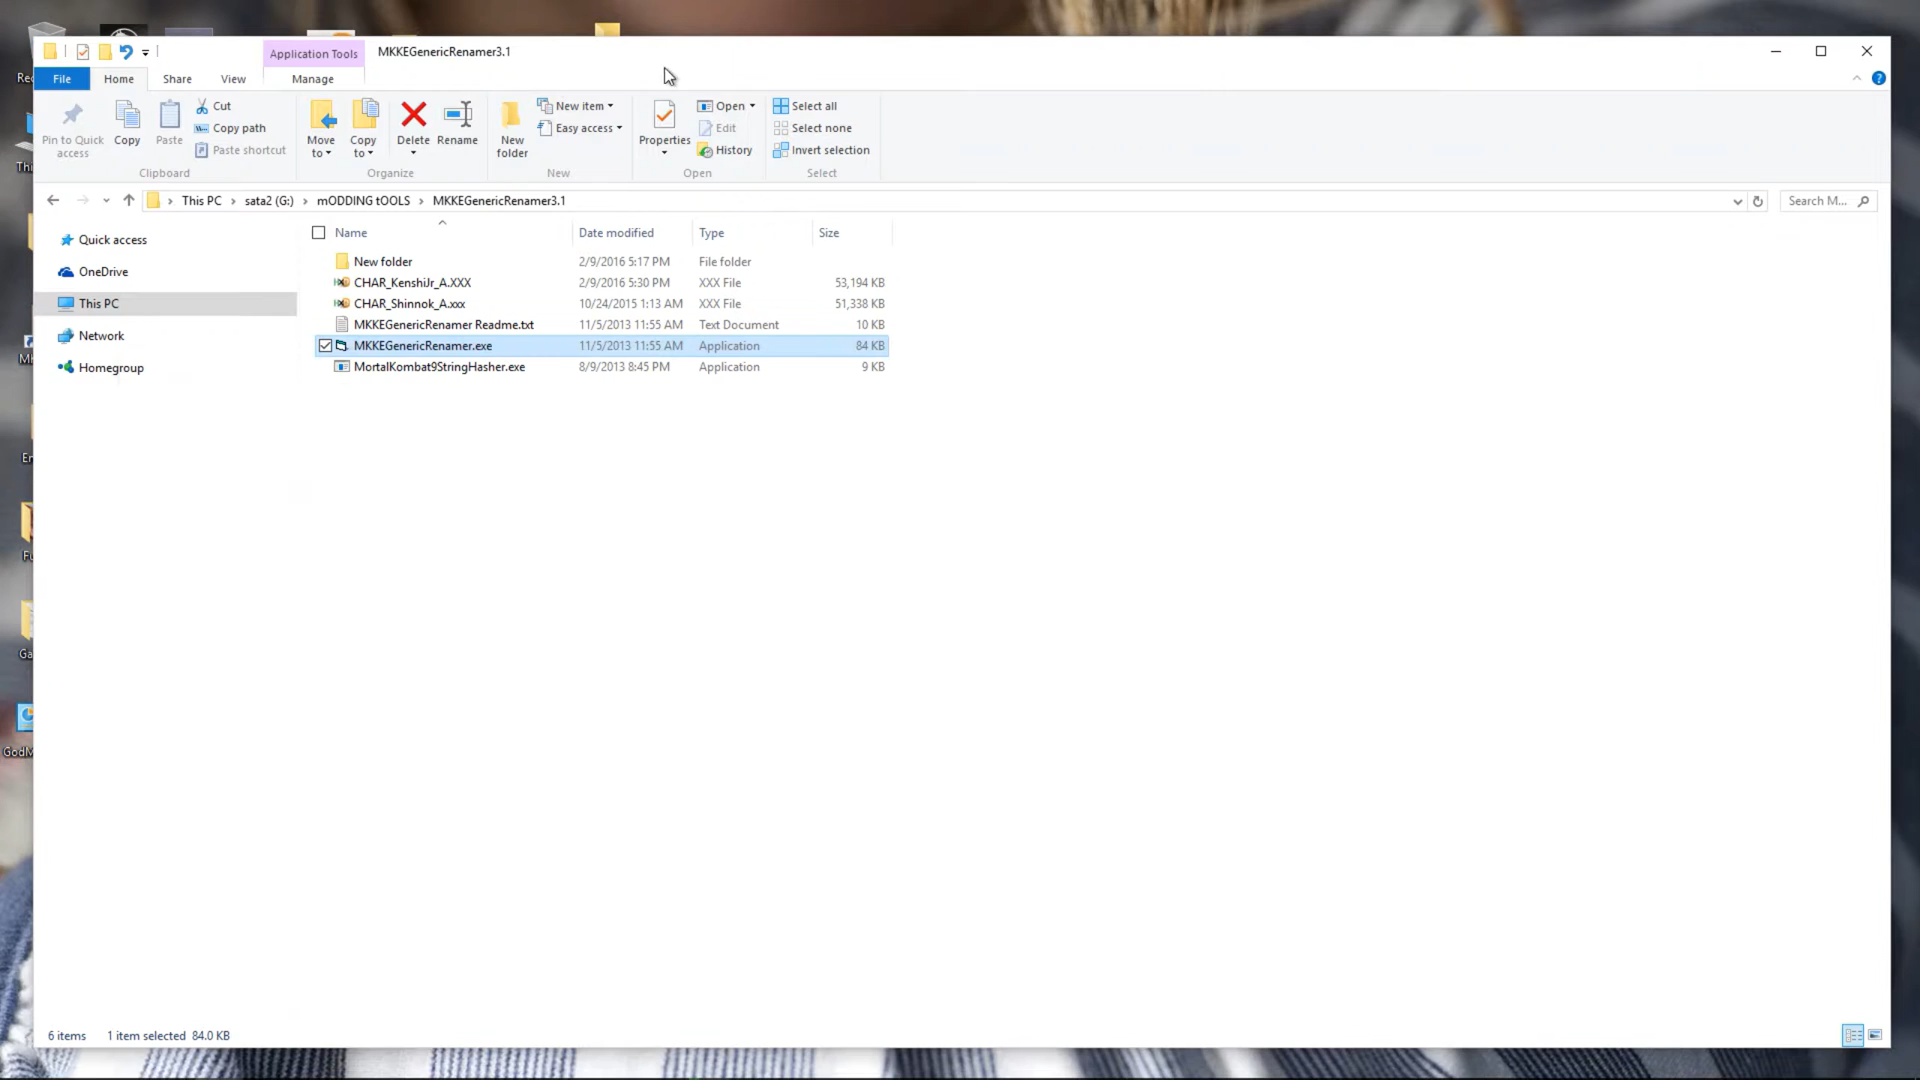 Application Tools
MKKEGenericRenamer3.1
File
Home
Share
View
Manage
Pin to Quick access
Copy
Paste
Cut
Copy path
Paste shortcut
Clipboard
Move to
Copy to
Delete
Rename
Organize
New folder
New item
Easy access
New
Properties
Open
Edit
History
Open
Select all
Select none
Invert selection
Select
This PC > sata2 (G:) > mODDING tOOLS > MKKEGenericRenamer3.1
Search M...
Quick access
OneDrive
This PC
Network
Homegroup
Name Date modified Type Size
New folder 2/9/2016 5:17 PM File folder
CHAR_KenshiJr_A.XXX 2/9/2016 5:30 PM XXX File 53,194 KB
CHAR_Shinnok_A.xxx 10/24/2015 1:13 AM XXX File 51,338 KB
MKKEGenericRenamer Readme.txt 11/5/2013 11:55 AM Text Document 10 KB
MKKEGenericRenamer.exe 11/5/2013 11:55 AM Application 84 KB
MortalKombat9StringHasher.exe 8/9/2013 8:45 PM Application 9 KB
6 items 1 item selected 84.0 KB